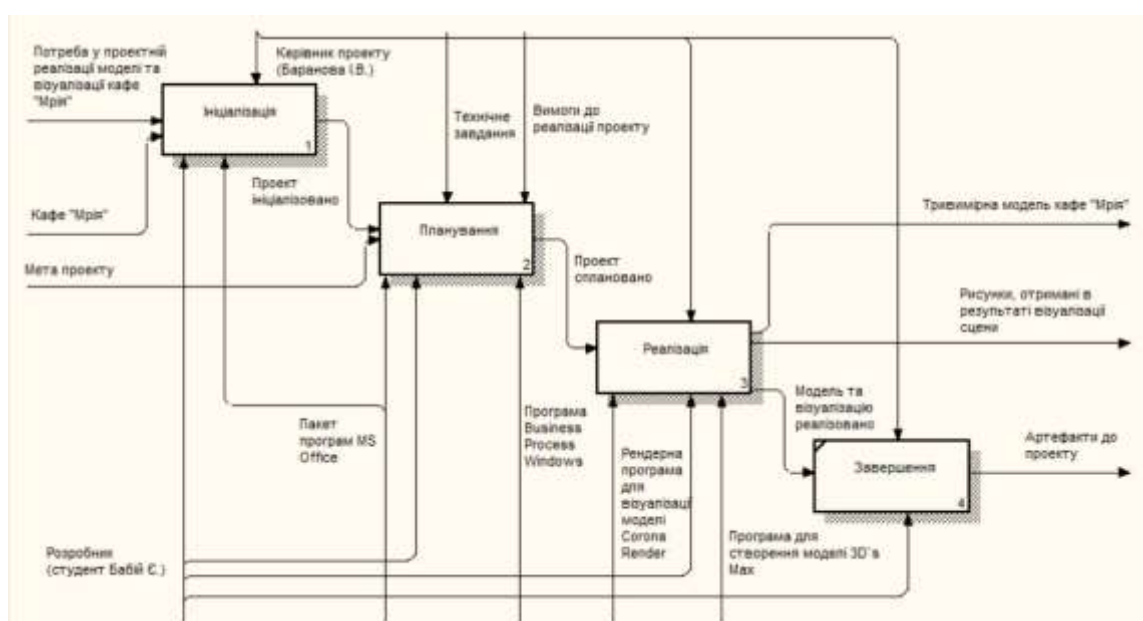 Потреба у проектній
реалізації моделі та
візуалізації кафе
"Мрія"
Керівник проекту
(Баранова І.В.)
Ініціалізація
1
Технічне
завдання
Вимоги до
реалізації проекту
Проект
ініціалізовано
Кафе "Мрія"
Планування
2
Тривимірна модель кафе "Мрія"
Мета проекту
Проект
сплановано
Рисунки, отримані в
результаті візуалізації
сцени
Реалізація
3
Модель та
візуалізацію
реалізовано
Пакет
програм MS
Office
Програма
Business
Process
Windows
Рендерна
програма
для
візуалізації
моделі
Corona
Render
Артефакти до
проекту
Завершення
4
Програма для
створення моделі 3D`s
Max
Розробник
(студент Бабій Є.)